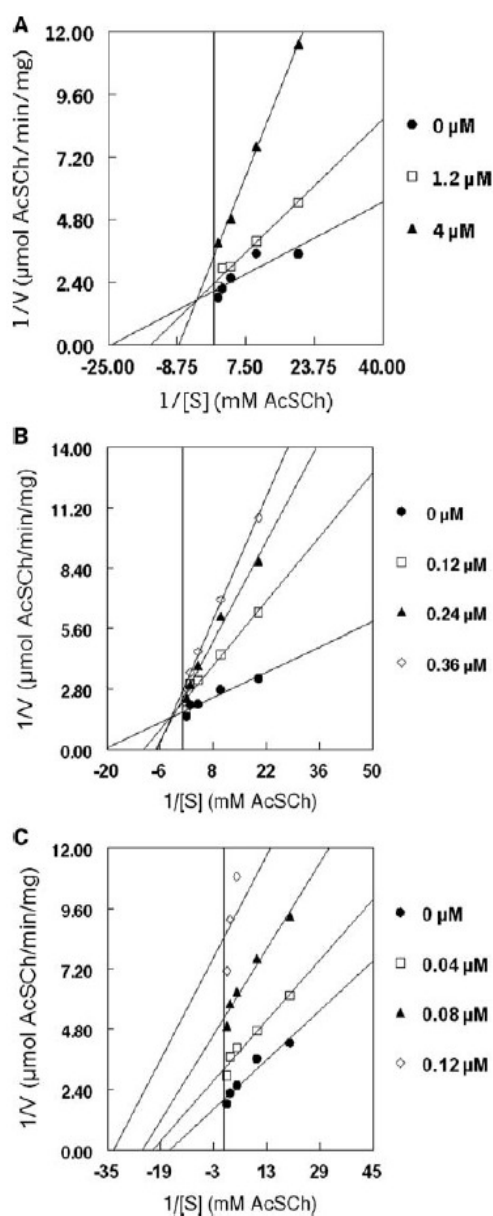 A
12.00
9.60
7.20
4.80
2.40
0.00
-25.00 -8.75 7.50 23.75 40.00
1/V (µmol AcSCh/min/mg)
1/[S] (mM AcSCh)
0 µM
1.2 µM
4 µM
B
14.00
11.20
8.40
5.60
2.80
0.00
-20 -6 8 22 36 50
1/V (µmol AcSCh/min/mg)
1/[S] (mM AcSCh)
0 µM
0.12 µM
0.24 µM
0.36 µM
C
12.00
9.60
7.20
4.80
2.40
0.00
-35 -19 -3 13 29 45
1/V (µmol AcSCh/min/mg)
1/[S] (mM AcSCh)
0 µM
0.04 µM
0.08 µM
0.12 µM